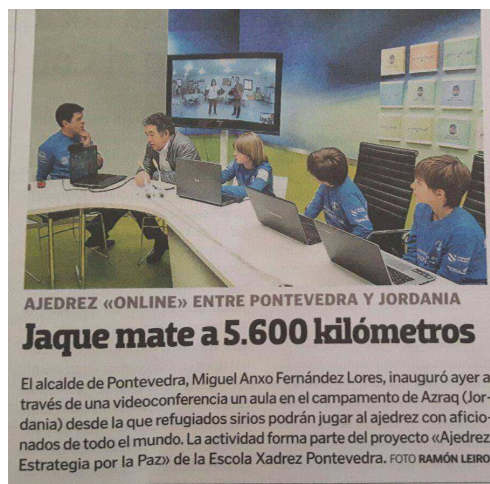 AJEDREZ «ONLINE» ENTRE PONTEVEDRA Y JORDANIA
Jaque mate a 5.600 kilómetros
El alcalde de Pontevedra, Miguel Anxo Fernández Lores, inauguró ayer a
través de una videoconferencia un aula en el campamento de Azraq (Jor-
dania) desde la que refugiados sirios podrán jugar al ajedrez con aficio-
nados de todo el mundo. La actividad forma parte del proyecto «Ajedrez
Estrategia por la Paz» de la Escola Xadrez Pontevedra. FOTO RAMÓN LEIRO